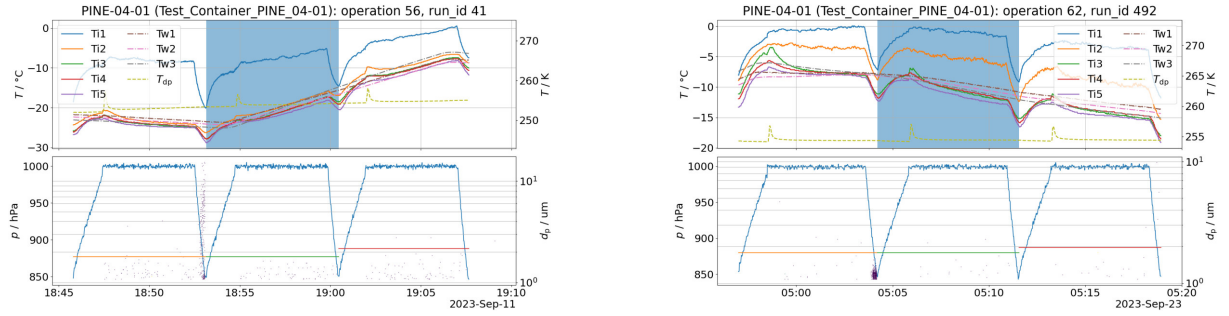 PINE-04-01 (Test_Container_PINE_04-01): operation 56, run_id 41
0
−5
−10
−15
−20
−25
−30
T / °C
Ti1
Ti2
Ti3
Ti4
Ti5
Tw1
Tw2
Tw3
Tdp
270
260
250
T / K
1000
950
900
850
p / hPa
10¹
10⁰
dp / um
18:45
18:50
18:55
19:00
19:05
19:10
2023-Sep-11
PINE-04-01 (Test_Container_PINE_04-01): operation 62, run_id 492
0
−5
−10
−15
−20
T / °C
Ti1
Ti2
Ti3
Ti4
Ti5
Tw1
Tw2
Tw3
Tdp
270
265
260
255
T / K
1000
950
900
850
p / hPa
10¹
10⁰
dp / um
05:00
05:05
05:10
05:15
05:20
2023-Sep-23